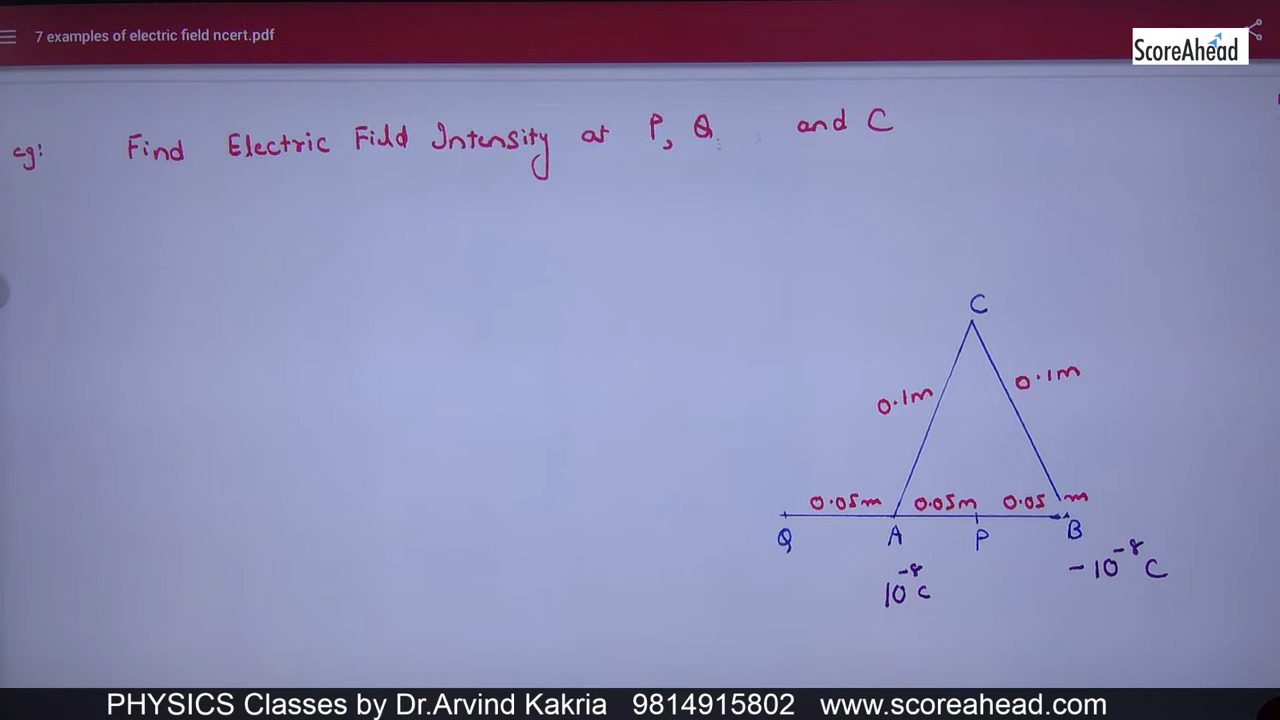 7 examples of electric field ncert.pdf
ScoreAhead
eg: Find Electric Field Intensity at P, Q and C
C
0.1m 0.1m
0.05m 0.05m 0.05 m
Q A P B
10⁻⁸ C -10⁻⁸ C
PHYSICS Classes by Dr.Arvind Kakria 9814915802 www.scoreahead.com